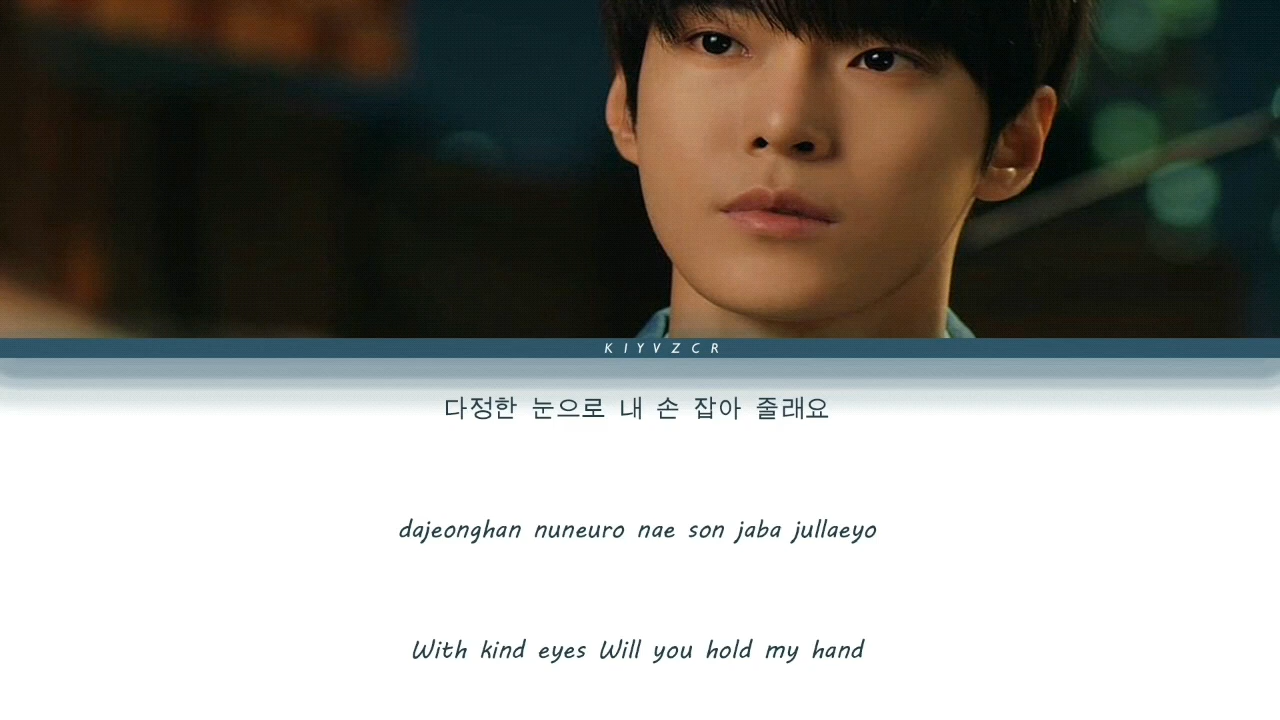 KIYVZCR
다정한 눈으로 내 손 잡아 줄래요
dajeonghan nuneuro nae son jaba jullaeyo
With kind eyes Will you hold my hand